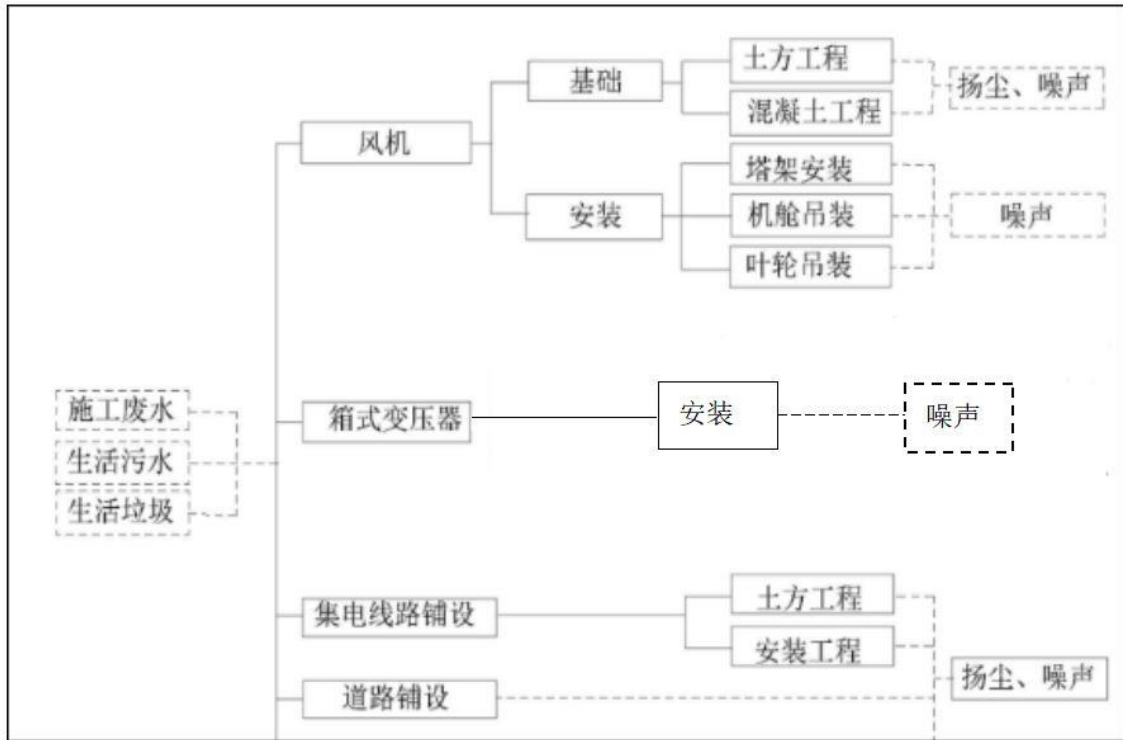 土方工程
基础
扬尘、噪声
混凝土工程
风机
塔架安装
安装
机舱吊装
噪声
叶轮吊装
施工废水
箱式变压器
安装
噪声
生活污水
生活垃圾
土方工程
集电线路铺设
安装工程
扬尘、噪声
道路铺设